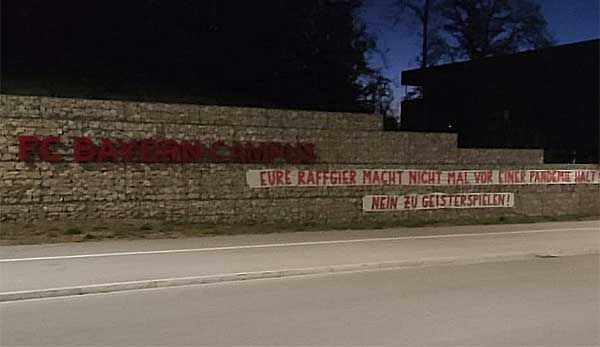 FC BAYERN CAMPUS
EURE RAFFGIER MACHT NICHT MAL VOR EINER PANDEMIE HALT
NEIN ZU GEISTERSPIELEN!